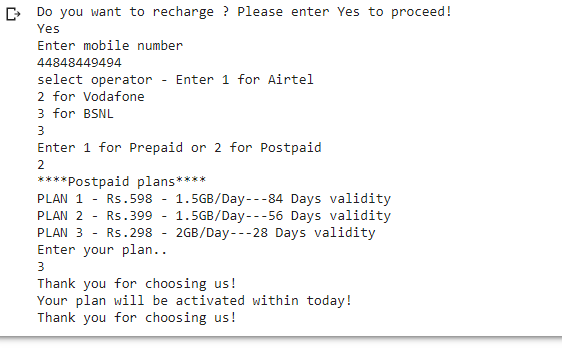 Do you want to recharge ? Please enter Yes to proceed!
Yes
Enter mobile number
44848449494
select operator - Enter 1 for Airtel
2 for Vodafone
3 for BSNL
3
Enter 1 for Prepaid or 2 for Postpaid
2
****Postpaid plans****
PLAN 1 - Rs.598 - 1.5GB/Day---84 Days validity
PLAN 2 - Rs.399 - 1.5GB/Day---56 Days validity
PLAN 3 - Rs.298 - 2GB/Day---28 Days validity
Enter your plan..
3
Thank you for choosing us!
Your plan will be activated within today!
Thank you for choosing us!